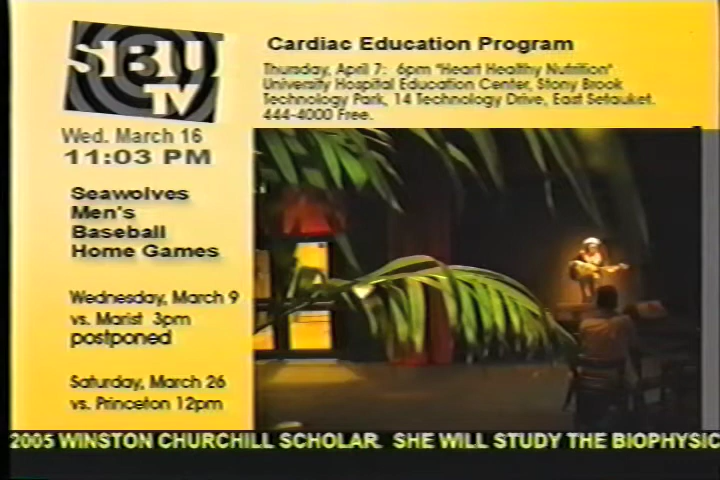 SBU
TV
Wed. March 16
11:03 PM
Seawolves
Men's
Baseball
Home Games
Wednesday, March 9
vs. Marist 3pm
postponed
Saturday, March 26
vs. Princeton 12pm
Cardiac Education Program
Thursday, April 7: 6pm "Heart Healthy Nutrition"
University Hospital Education Center, Stony Brook
Technology Park, 14 Technology Drive, East Setauket.
444-4000 Free.
2005 WINSTON CHURCHILL SCHOLAR. SHE WILL STUDY THE BIOPHYSIC